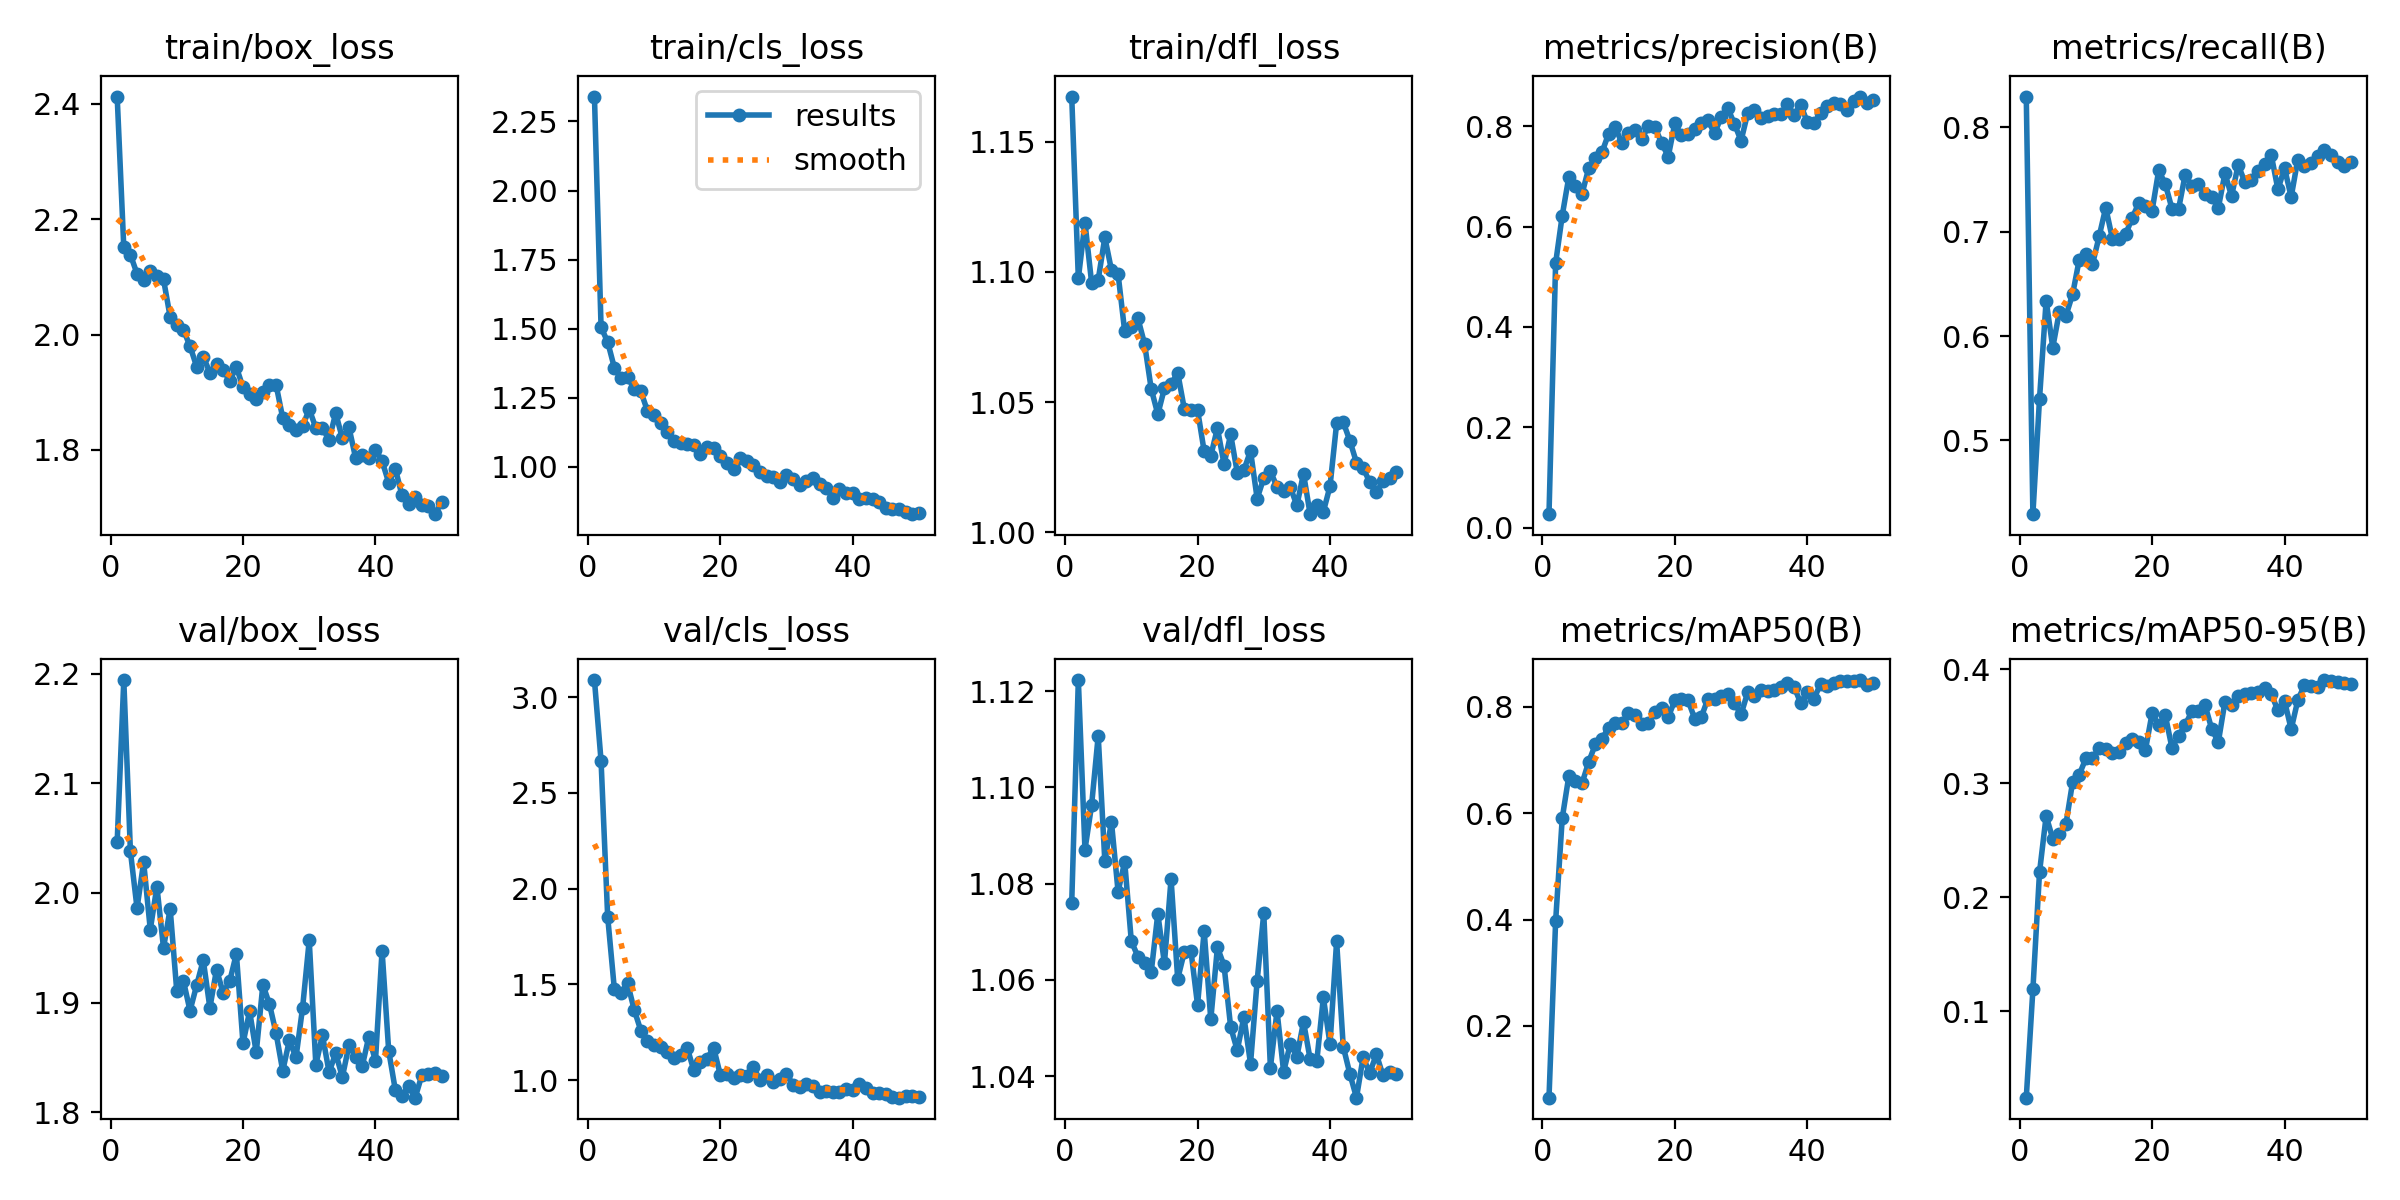 train/box_loss
2.4
2.2
2.0
1.8
0 20 40
train/cls_loss
results
smooth
2.25
2.00
1.75
1.50
1.25
1.00
0 20 40
train/dfl_loss
1.15
1.10
1.05
1.00
0 20 40
metrics/precision(B)
0.8
0.6
0.4
0.2
0.0
0 20 40
metrics/recall(B)
0.8
0.7
0.6
0.5
0 20 40
val/box_loss
2.2
2.1
2.0
1.9
1.8
0 20 40
val/cls_loss
3.0
2.5
2.0
1.5
1.0
0 20 40
val/dfl_loss
1.12
1.10
1.08
1.06
1.04
0 20 40
metrics/mAP50(B)
0.8
0.6
0.4
0.2
0 20 40
metrics/mAP50-95(B)
0.4
0.3
0.2
0.1
0 20 40